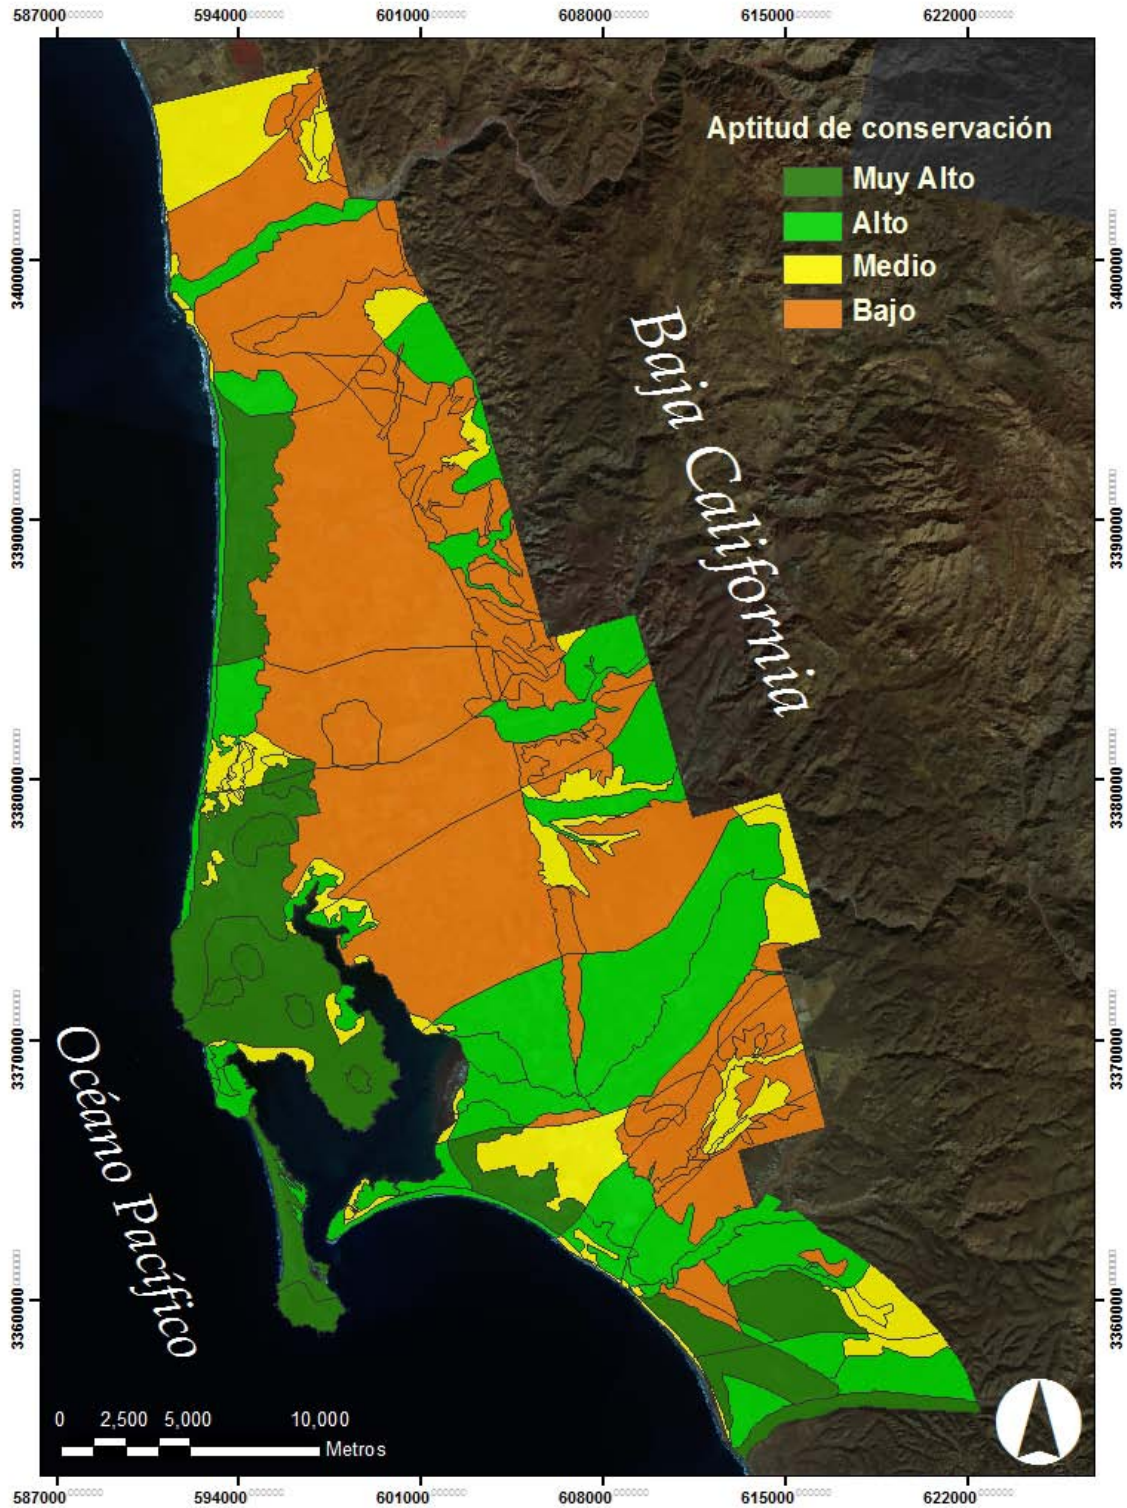 587000 594000 601000 608000 615000 622000
Aptitud de conservación
Muy Alto
Alto
Medio
Bajo
3400000 3400000
Baja California
3390000 3390000
3380000 3380000
3370000 3370000
Océano Pacífico
3360000 3360000
0 2,500 5,000 10,000
Metros
587000 594000 601000 608000 615000 622000